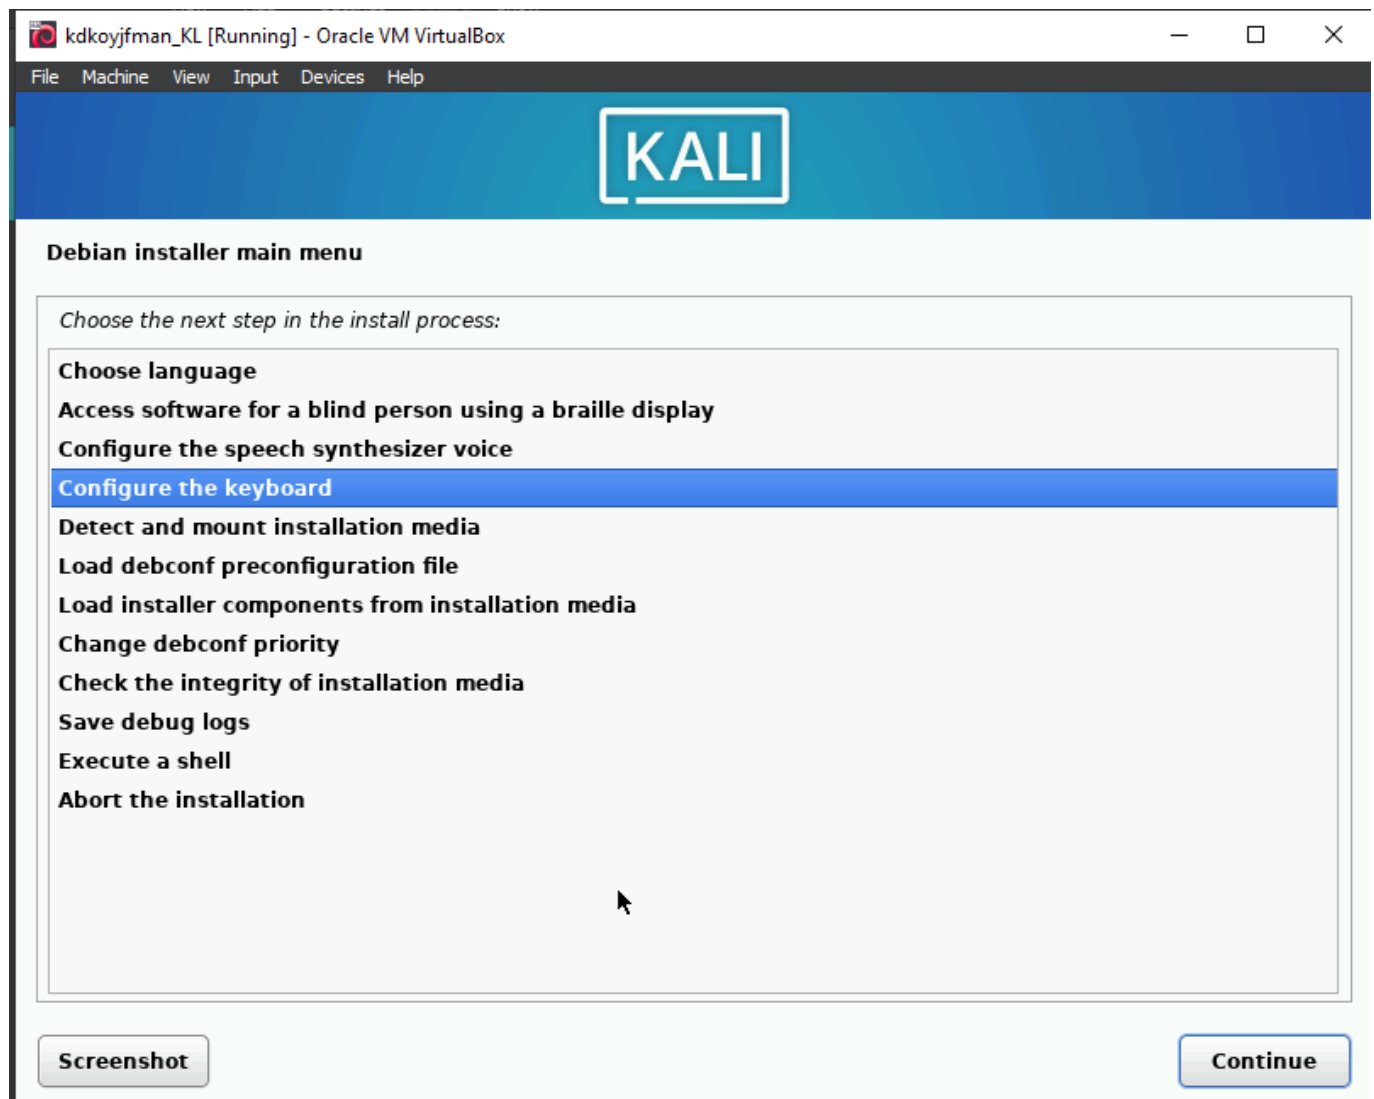 kdkoyjfman_KL [Running] - Oracle VM VirtualBox
File Machine View Input Devices Help
KALI
Debian installer main menu
Choose the next step in the install process:
Choose language
Access software for a blind person using a braille display
Configure the speech synthesizer voice
Configure the keyboard
Detect and mount installation media
Load debconf preconfiguration file
Load installer components from installation media
Change debconf priority
Check the integrity of installation media
Save debug logs
Execute a shell
Abort the installation
Screenshot Continue